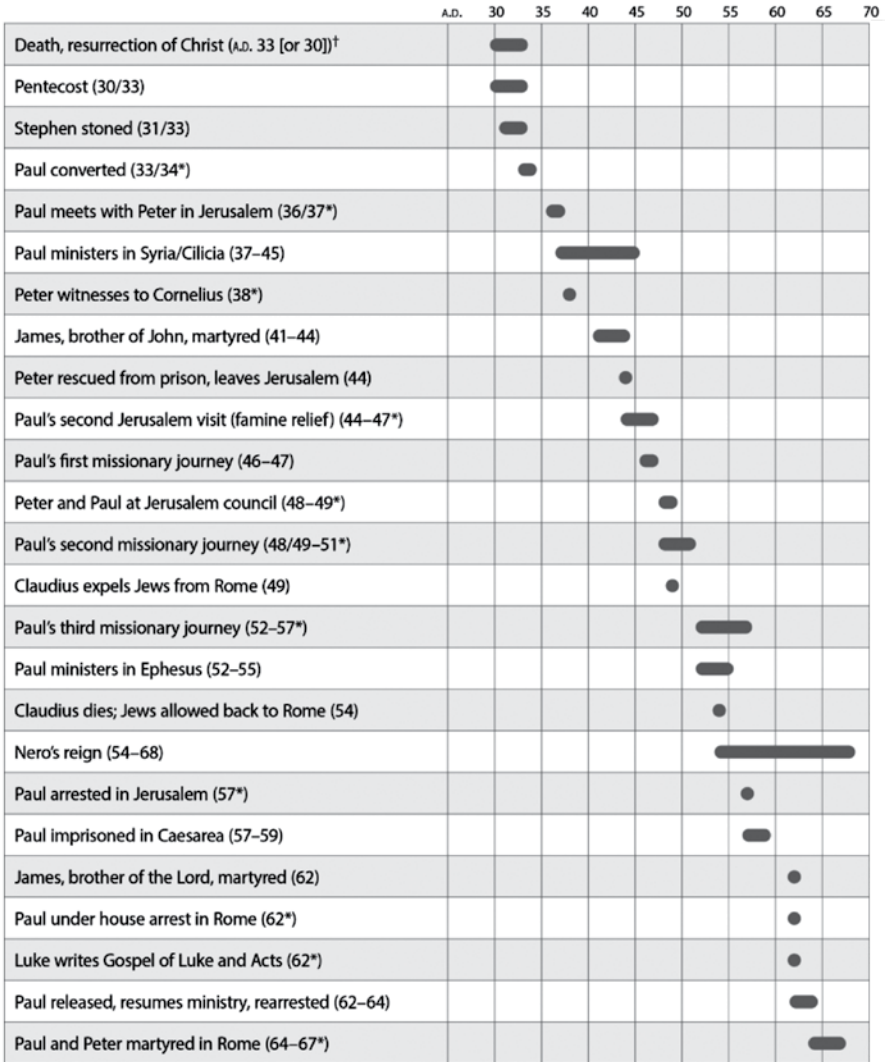 A.D. 30 35 40 45 50 55 60 65 70
Death, resurrection of Christ (A.D. 33 [or 30])†
Pentecost (30/33)
Stephen stoned (31/33)
Paul converted (33/34*)
Paul meets with Peter in Jerusalem (36/37*)
Paul ministers in Syria/Cilicia (37–45)
Peter witnesses to Cornelius (38*)
James, brother of John, martyred (41–44)
Peter rescued from prison, leaves Jerusalem (44)
Paul’s second Jerusalem visit (famine relief) (44–47*)
Paul’s first missionary journey (46–47)
Peter and Paul at Jerusalem council (48–49*)
Paul’s second missionary journey (48/49–51*)
Claudius expels Jews from Rome (49)
Paul’s third missionary journey (52–57*)
Paul ministers in Ephesus (52–55)
Claudius dies; Jews allowed back to Rome (54)
Nero’s reign (54–68)
Paul arrested in Jerusalem (57*)
Paul imprisoned in Caesarea (57–59)
James, brother of the Lord, martyred (62)
Paul under house arrest in Rome (62*)
Luke writes Gospel of Luke and Acts (62*)
Paul released, resumes ministry, rearrested (62–64)
Paul and Peter martyred in Rome (64–67*)